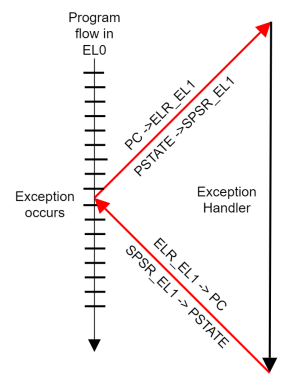 Program
flow in
EL0
PC ->ELR_EL1
PSTATE ->SPSR_EL1
Exception
occurs
Exception
Handler
ELR_EL1 -> PC
SPSR_EL1 -> PSTATE